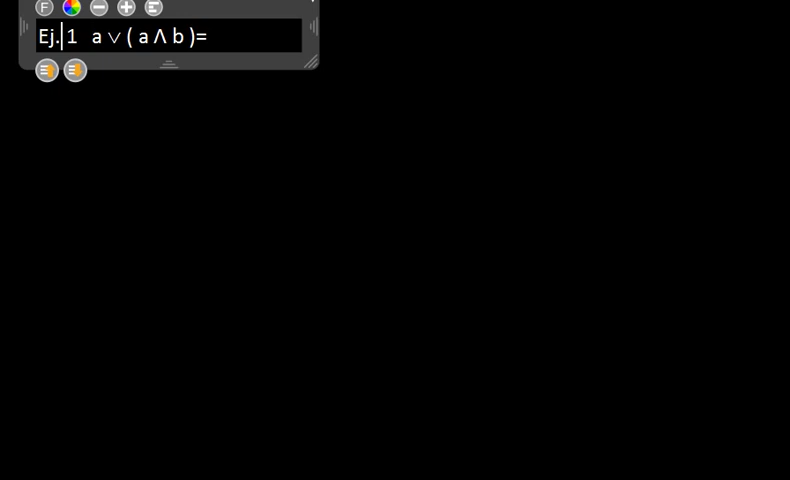 Ej. 1 a ∨ ( a Λ b )=